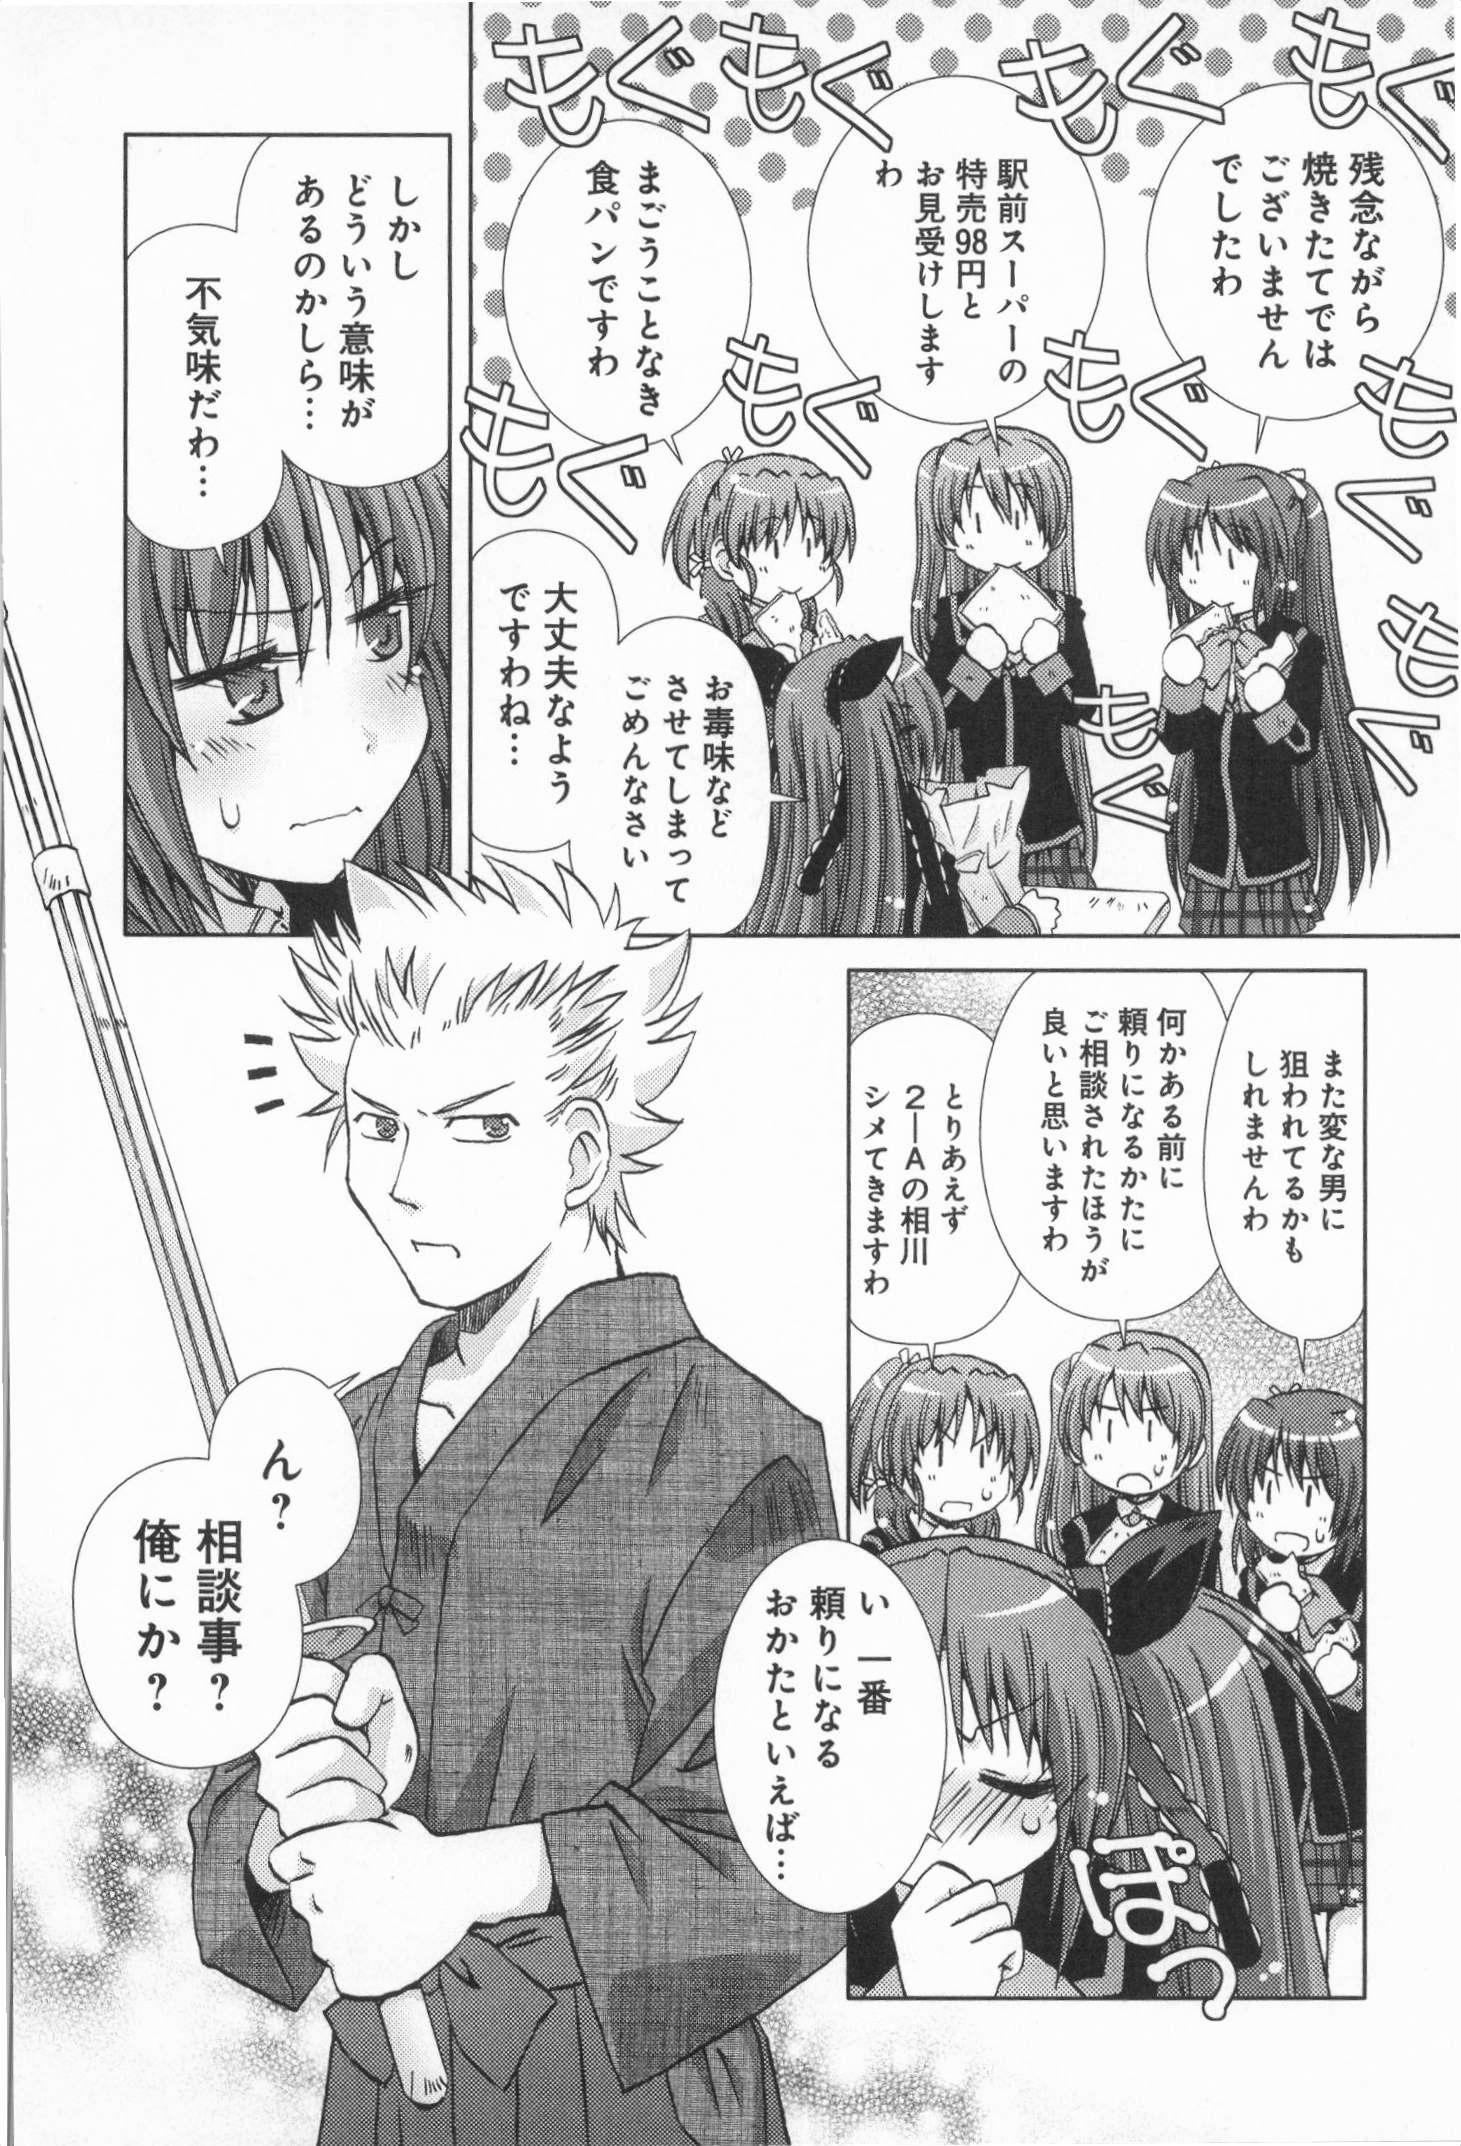 もぐ
もぐ
もぐ
もぐ
残念ながら
焼きたてでは
ございません
でしたわ
駅前スーパーの
特売98円と
お見受けします
わ
まごうことなき
食パンですわ
もぐ
もぐ
もぐ
もぐ
もぐ
もぐ
お毒味など
させてしまって
ごめんなさい
大丈夫なよう
ですわね…
しかし
どういう意味が
あるのかしら…
不気味だわ…
また変な男に
狙われてるかも
しれませんわ
何かある前に
頼りになるかたに
ご相談されたほうが
良いと思いますわ
とりあえず
2―Aの相川
シメてきますわ
い 一番
頼りになる
おかたといえば…
ぽっ
ん?
相談事?
俺にか?